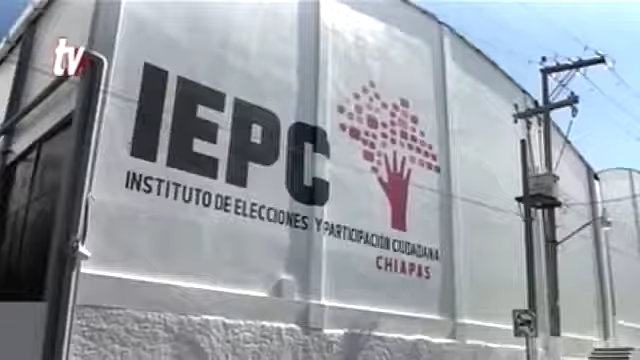 tv
IEPC
INSTITUTO DE ELECCIONES Y PARTICIPACIÓN CIUDADANA
CHIAPAS